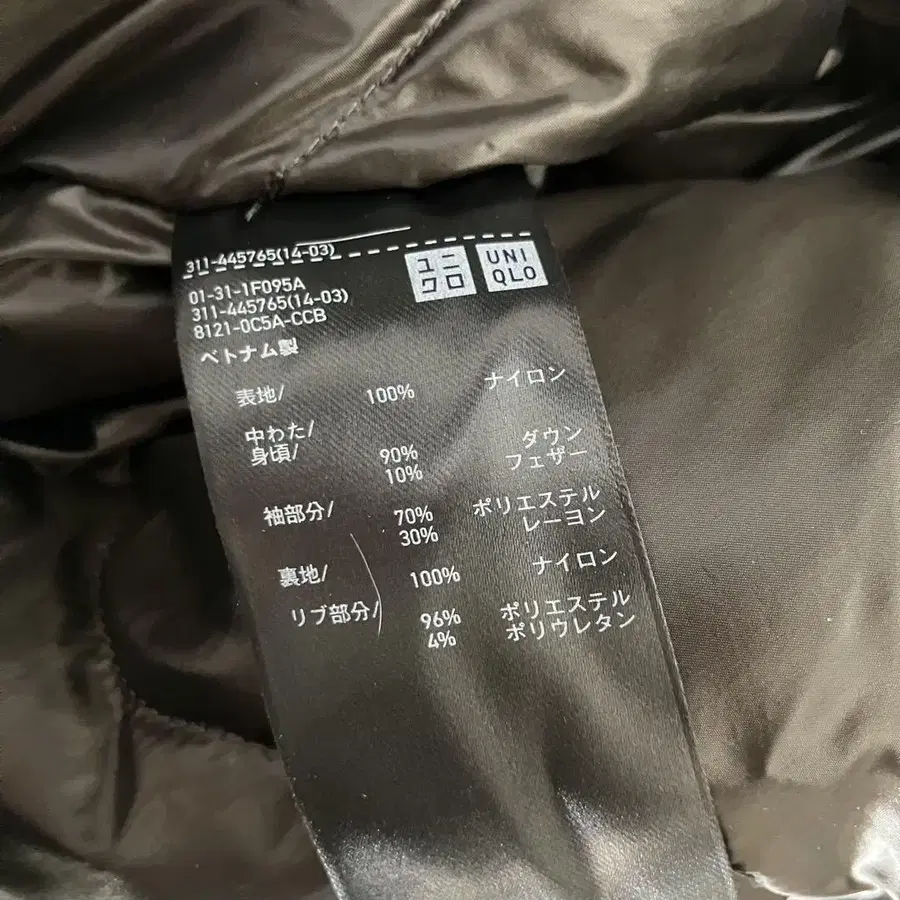 311-445765(14-03)
ユニ
クロ
UNI
QLO
01-31-1F095A
311-445765(14-03)
8121-0C5A-CCB
ベトナム製
表地/ 100% ナイロン
中わた/
身頃/ 90% ダウン
10% フェザー
袖部分/ 70% ポリエステル
30% レーヨン
裏地/ 100% ナイロン
リブ部分/ 96% ポリエステル
4% ポリウレタン